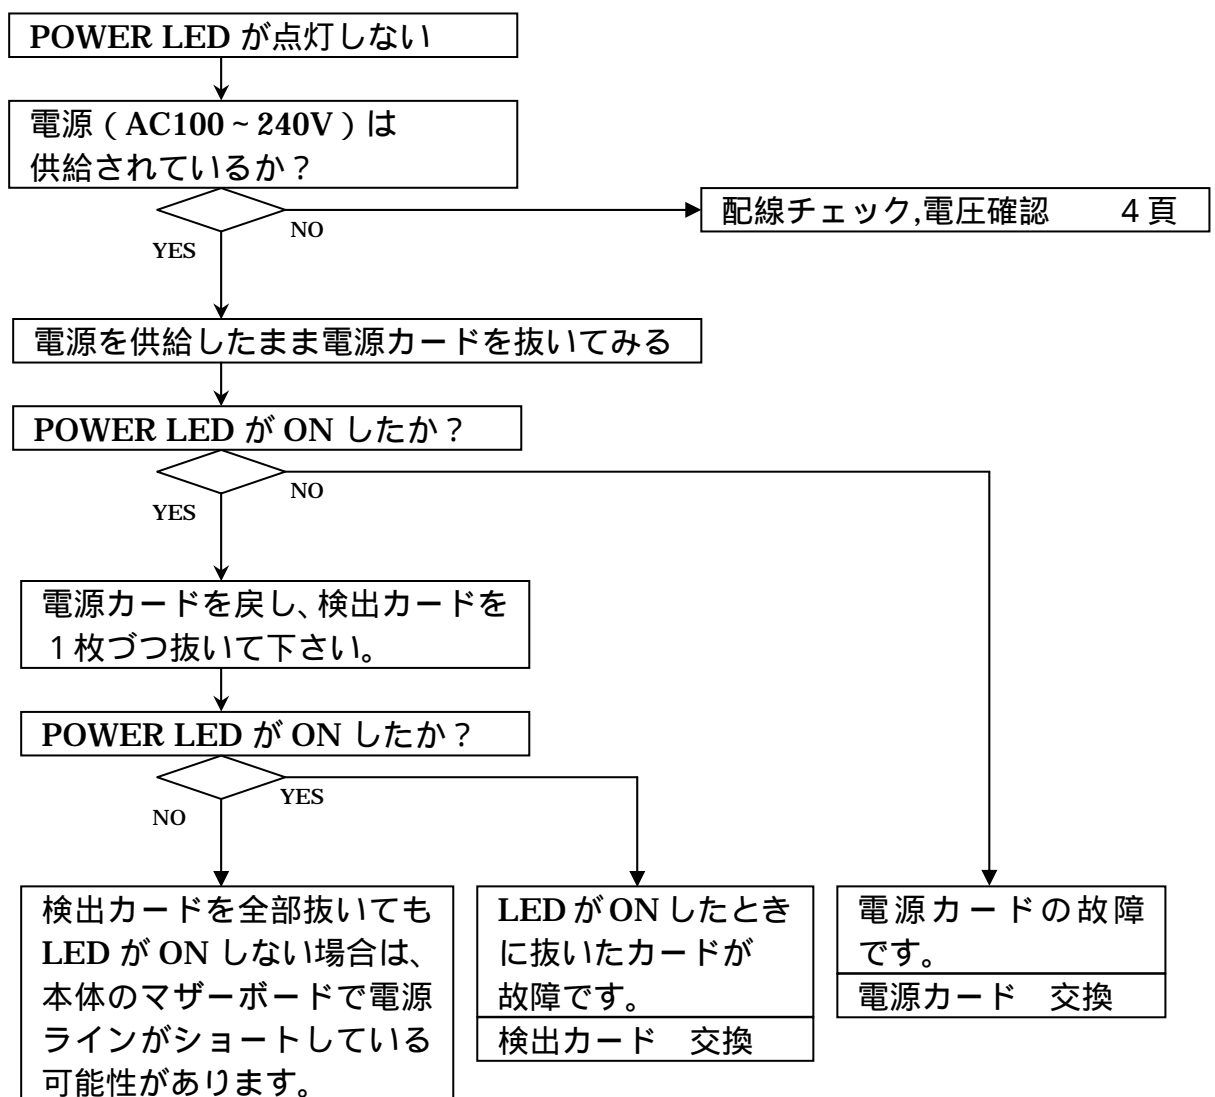 POWER LED が点灯しない
電源（AC100～240V）は
供給されているか？
NO
配線チェック,電圧確認　　４頁
YES
電源を供給したまま電源カードを抜いてみる
POWER LED が ON したか？
NO
YES
電源カードを戻し、検出カードを
１枚づつ抜いて下さい。
POWER LED が ON したか？
YES
NO
検出カードを全部抜いても
LED が ON しない場合は、
本体のマザーボードで電源
ラインがショートしている
可能性があります。
LED が ON したとき
に抜いたカードが
故障です。
検出カード　交換
電源カードの故障
です。
電源カード　交換